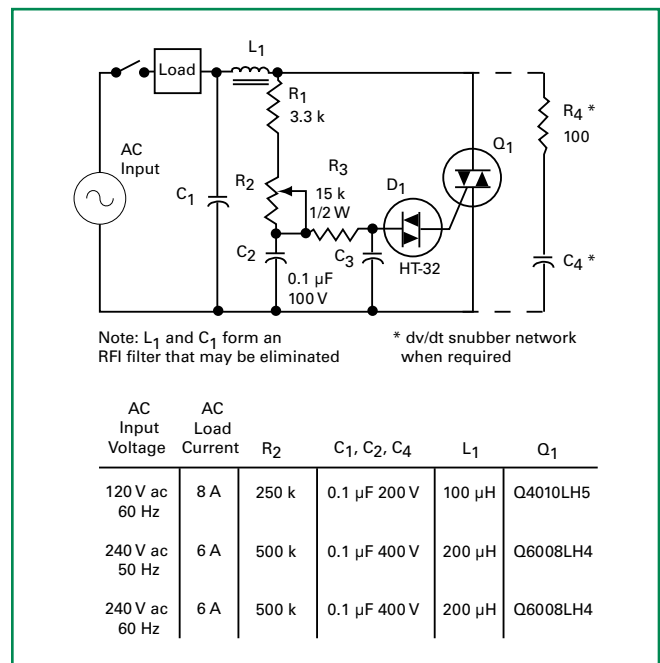 L1
Load
R1
3.3 k
R4 *
100
AC
Input
Q1
R2
R3
15 k
1/2 W
D1
C1
C2
0.1 µF
100 V
C3
HT-32
C4 *
Note: L1 and C1 form an
RFI filter that may be eliminated
* dv/dt snubber network
when required
AC Input Voltage AC Load Current R2 C1, C2, C4 L1 Q1
120 V ac 60 Hz 8 A 250 k 0.1 µF 200 V 100 µH Q4010LH5
240 V ac 50 Hz 6 A 500 k 0.1 µF 400 V 200 µH Q6008LH4
240 V ac 60 Hz 6 A 500 k 0.1 µF 400 V 200 µH Q6008LH4